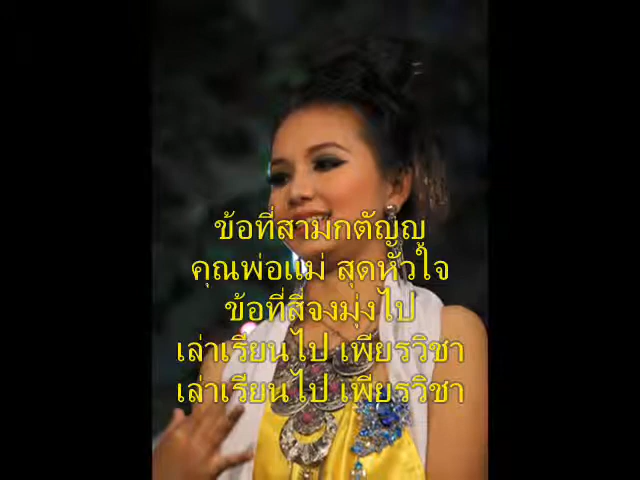 ข้อที่สามกตัญญู
คุณพ่อแม่ สุดหัวใจ
ข้อที่สี่จงมุ่งไป
เล่าเรียนไป เพียรวิชา
เล่าเรียนไป เพียรวิชา